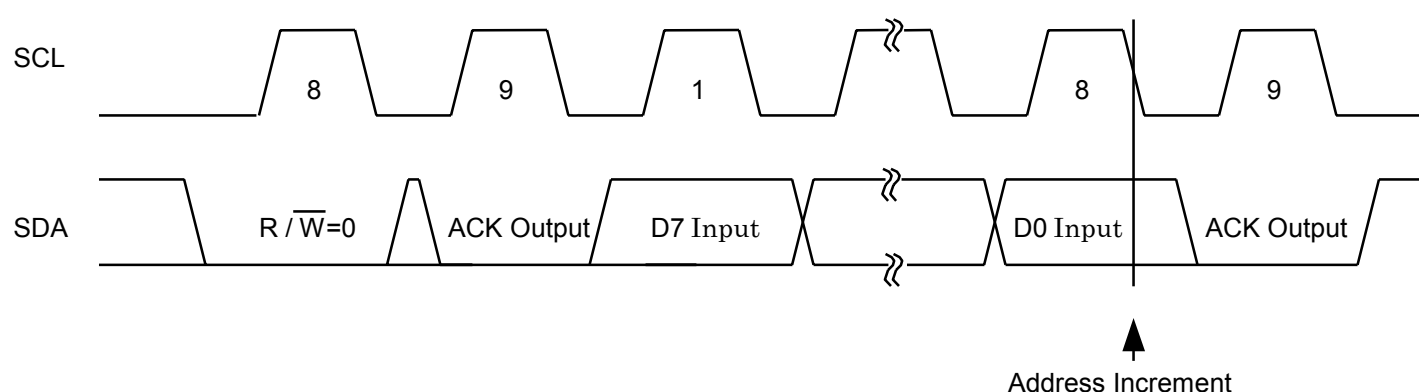 SCL
8 9 1 8 9
SDA
R / W̅=0 ACK Output D7 Input D0 Input ACK Output
Address Increment